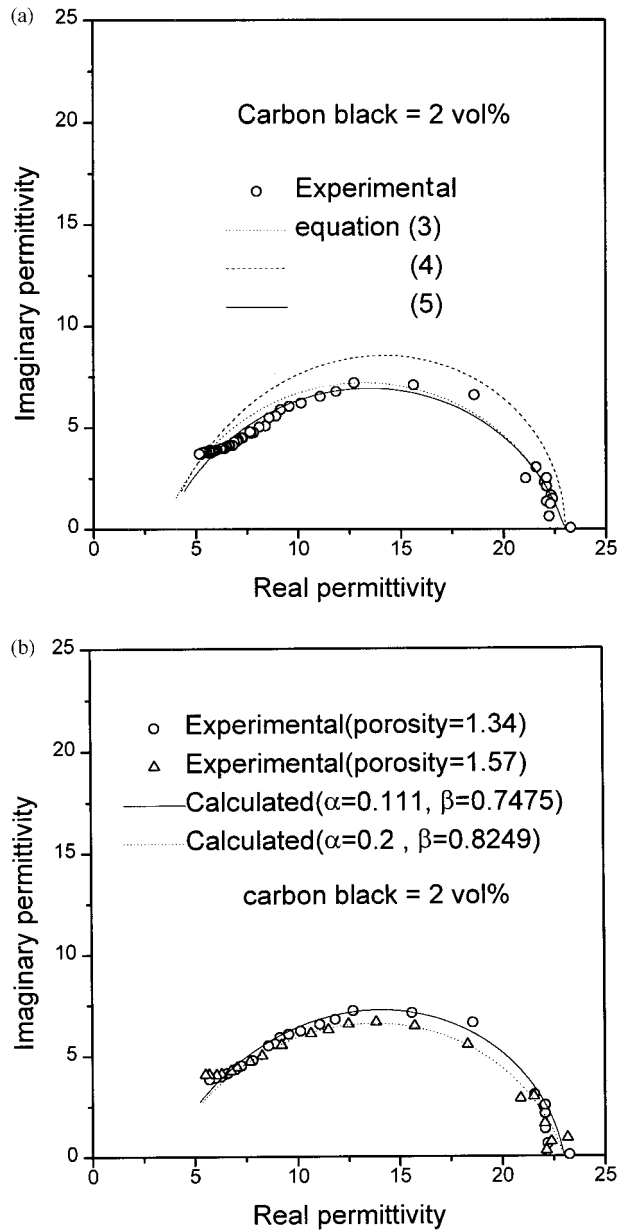 (a)
25
20
15
10
5
0
Imaginary permittivity
Carbon black = 2 vol%
Experimental
equation (3)
(4)
(5)
0 5 10 15 20 25
Real permittivity
(b)
25
20
15
10
5
0
Imaginary permittivity
Experimental(porosity=1.34)
Experimental(porosity=1.57)
Calculated(α=0.111, β=0.7475)
Calculated(α=0.2 , β=0.8249)
carbon black = 2 vol%
0 5 10 15 20 25
Real permittivity